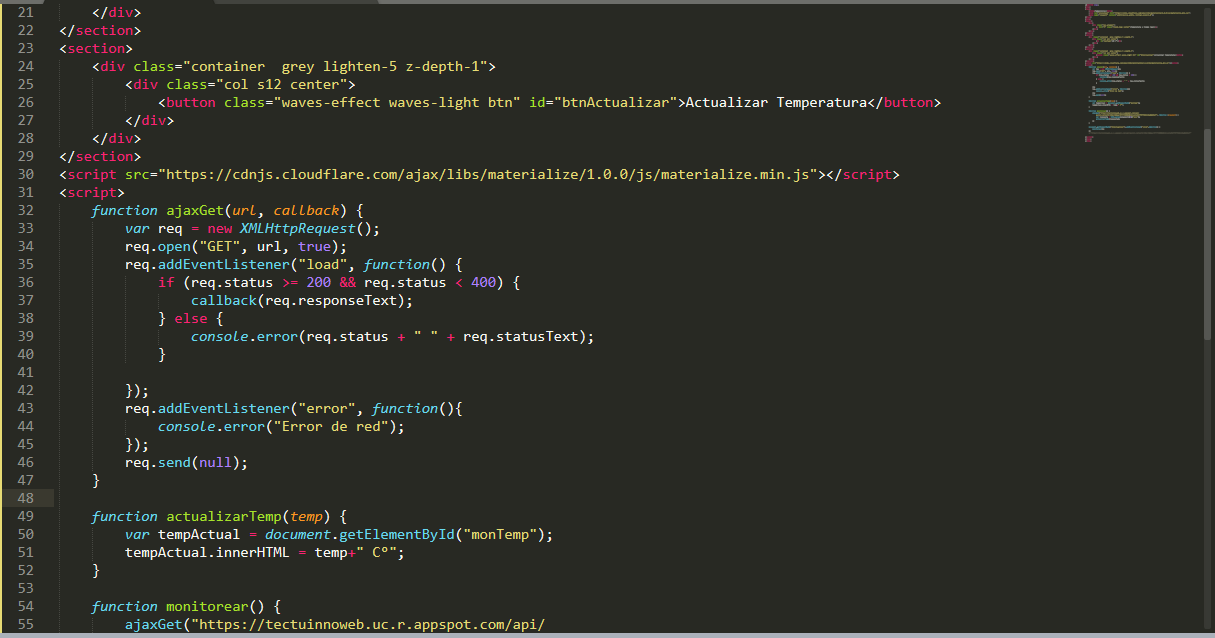 21         </div>
22     </section>
23     <section>
24         <div class="container  grey lighten-5 z-depth-1">
25             <div class="col s12 center">
26                 <button class="waves-effect waves-light btn" id="btnActualizar">Actualizar Temperatura</button>
27             </div>
28         </div>
29     </section>
30     <script src="https://cdnjs.cloudflare.com/ajax/libs/materialize/1.0.0/js/materialize.min.js"></script>
31     <script>
32         function ajaxGet(url, callback) {
33             var req = new XMLHttpRequest();
34             req.open("GET", url, true);
35             req.addEventListener("load", function() {
36                 if (req.status >= 200 && req.status < 400) {
37                     callback(req.responseText);
38                 } else {
39                     console.error(req.status + " " + req.statusText);
40                 }
41
42             });
43             req.addEventListener("error", function(){
44                 console.error("Error de red");
45             });
46             req.send(null);
47         }
48
49         function actualizarTemp(temp) {
50             var tempActual = document.getElementById("monTemp");
51             tempActual.innerHTML = temp+" Cº";
52         }
53
54         function monitorear() {
55             ajaxGet("https://tectuinnoweb.uc.r.appspot.com/api/